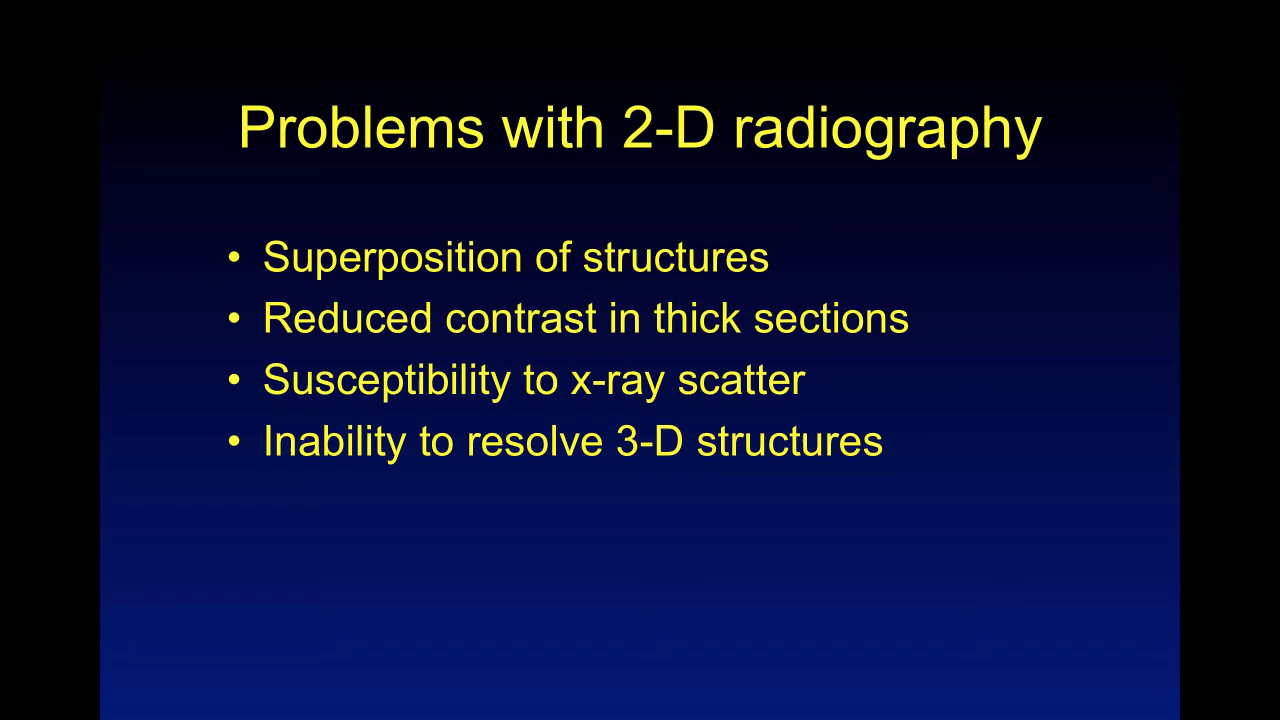 Problems with 2-D radiography
• Superposition of structures
• Reduced contrast in thick sections
• Susceptibility to x-ray scatter
• Inability to resolve 3-D structures